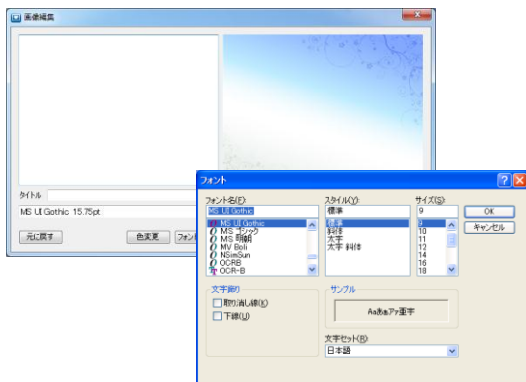 画像編集
タイトル
MS UI Gothic 15.75pt
元に戻す
色変更
フォント
フォント名(F):
MS UI Gothic
MS UI Gothic
MS ゴシック
MS 明朝
MV Boli
NSimSun
OCRB
OCR-B
スタイル(Y):
標準
標準
斜体
太字
太字 斜体
サイズ(S):
9
9
10
11
12
14
16
18
OK
キャンセル
文字飾り
取り消し線(K)
下線(U)
サンプル
Aaあぁアァ亜宇
文字セット(R):
日本語